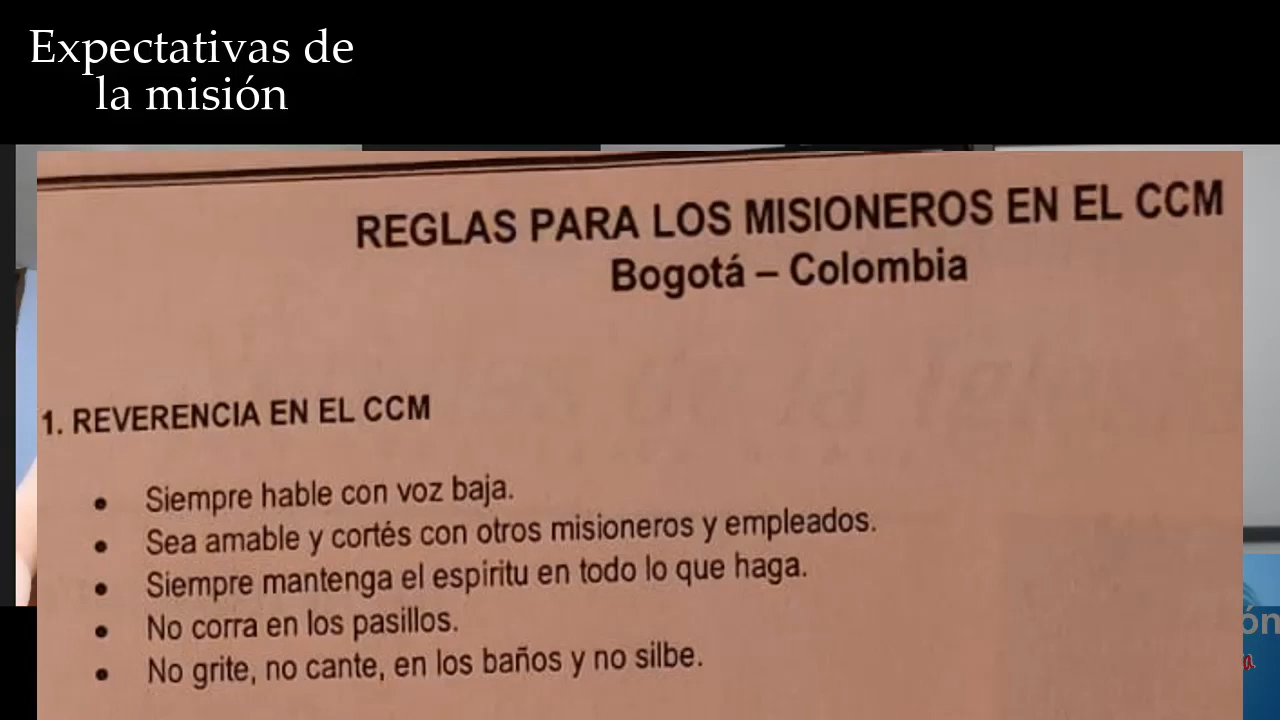 Expectativas de
la misión
REGLAS PARA LOS MISIONEROS EN EL CCM
Bogotá – Colombia
1. REVERENCIA EN EL CCM
• Siempre hable con voz baja.
• Sea amable y cortés con otros misioneros y empleados.
• Siempre mantenga el espiritu en todo lo que haga.
• No corra en los pasillos.
• No grite, no cante, en los baños y no silbe.